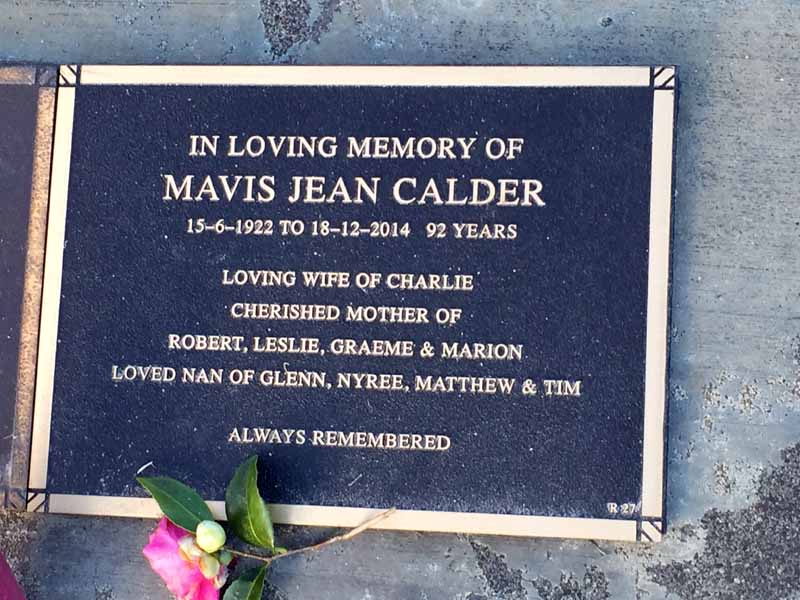 IN LOVING MEMORY OF
MAVIS JEAN CALDER
15-6-1922 TO 18-12-2014 92 YEARS
LOVING WIFE OF CHARLIE
CHERISHED MOTHER OF
ROBERT, LESLIE, GRAEME & MARION
LOVED NAN OF GLENN, NYREE, MATTHEW & TIM
ALWAYS REMEMBERED
R 27